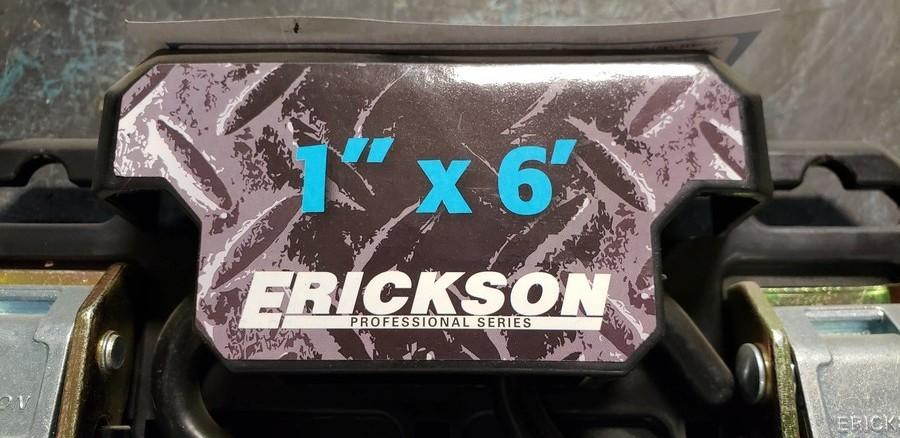 1" x 6'
ERICKSON
PROFESSIONAL SERIES